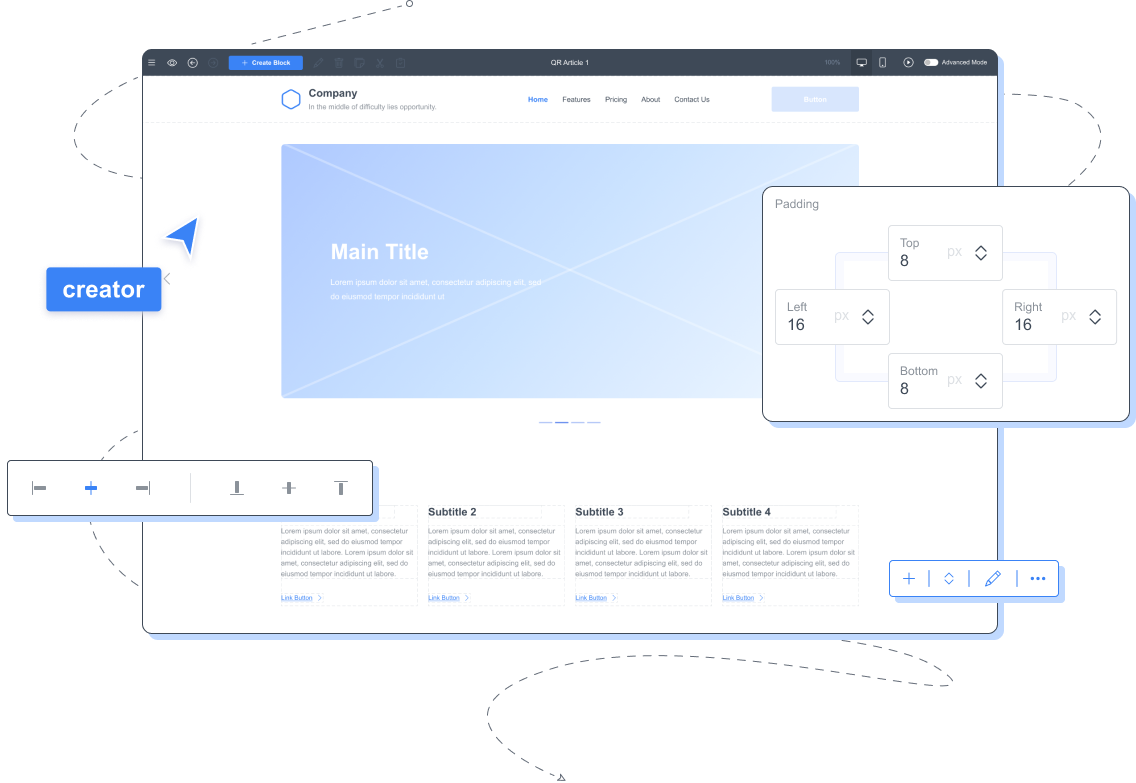 Create Block
QR Article 1
100%
Advanced Mode
Company
In the middle of difficulty lies opportunity.
Home
Features
Pricing
About
Contact Us
Button
Main Title
Lorem ipsum dolor sit amet, consectetur adipiscing elit, sed
do eiusmod tempor incididunt ut
creator
Padding
Top
8
px
Left
16
px
Right
16
px
Bottom
8
px
Lorem ipsum dolor sit amet, consectetur
adipiscing elit, sed do eiusmod tempor
incididunt ut labore. Lorem ipsum dolor sit
amet, consectetur adipiscing elit, sed do
eiusmod tempor incididunt ut labore.
Link Button
Subtitle 2
Lorem ipsum dolor sit amet, consectetur
adipiscing elit, sed do eiusmod tempor
incididunt ut labore. Lorem ipsum dolor sit
amet, consectetur adipiscing elit, sed do
eiusmod tempor incididunt ut labore.
Link Button
Subtitle 3
Lorem ipsum dolor sit amet, consectetur
adipiscing elit, sed do eiusmod tempor
incididunt ut labore. Lorem ipsum dolor sit
amet, consectetur adipiscing elit, sed do
eiusmod tempor incididunt ut labore.
Link Button
Subtitle 4
Lorem ipsum dolor sit amet, consectetur
adipiscing elit, sed do eiusmod tempor
incididunt ut labore. Lorem ipsum dolor sit
amet, consectetur adipiscing elit, sed do
eiusmod tempor incididunt ut labore.
Link Button